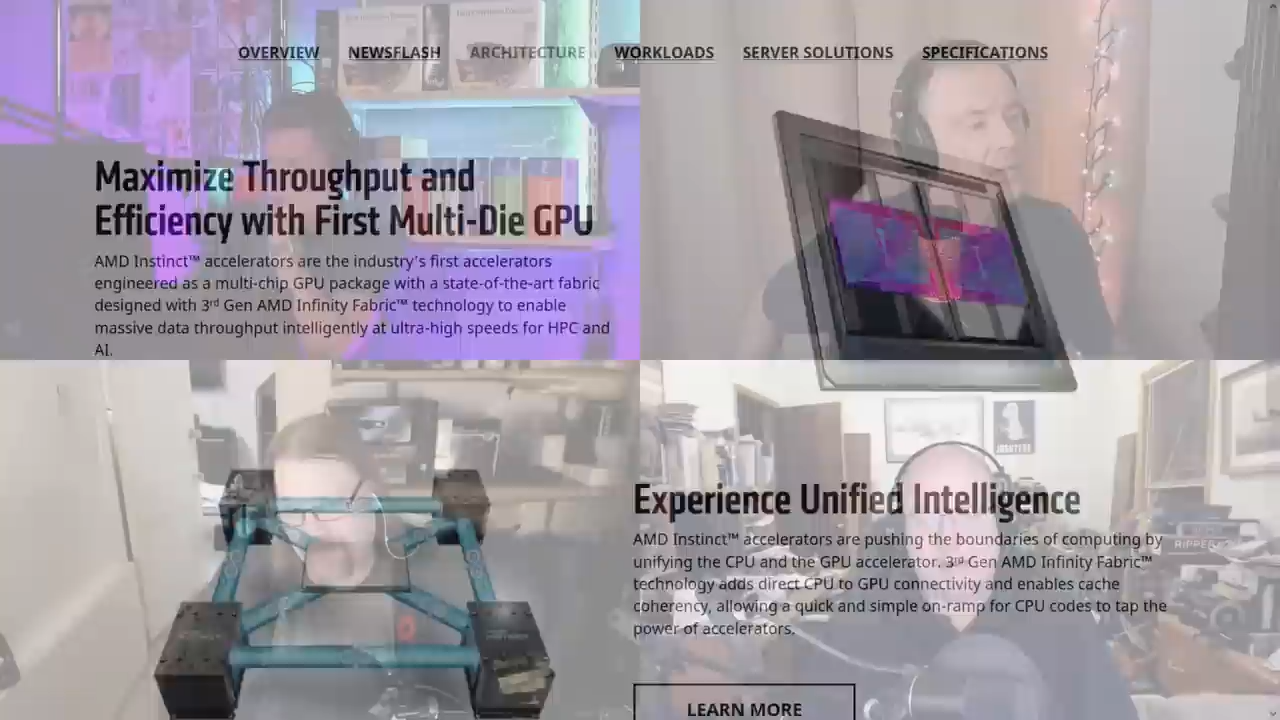 OVERVIEW NEWSFLASH ARCHITECTURE WORKLOADS SERVER SOLUTIONS SPECIFICATIONS
Maximize Throughput and
Efficiency with First Multi-Die GPU
AMD Instinct™ accelerators are the industry's first accelerators
engineered as a multi-chip GPU package with a state-of-the-art fabric
designed with 3rd Gen AMD Infinity Fabric™ technology to enable
massive data throughput intelligently at ultra-high speeds for HPC and
AI.
Experience Unified Intelligence
AMD Instinct™ accelerators are pushing the boundaries of computing by
unifying the CPU and the GPU accelerator. 3rd Gen AMD Infinity Fabric™
technology adds direct CPU to GPU connectivity and enables cache
coherency, allowing a quick and simple on-ramp for CPU codes to tap the
power of accelerators.
LEARN MORE